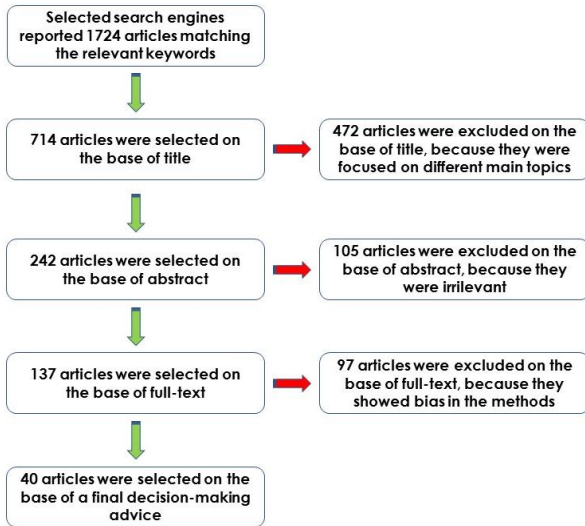 Selected search engines
reported 1724 articles matching
the relevant keywords
714 articles were selected on
the base of title
472 articles were excluded on the
base of title, because they were
focused on different main topics
242 articles were selected on
the base of abstract
105 articles were excluded on the
base of abstract, because they
were irrilevant
137 articles were selected on
the base of full-text
97 articles were excluded on the
base of full-text, because they
showed bias in the methods
40 articles were selected on the
base of a final decision-making
advice